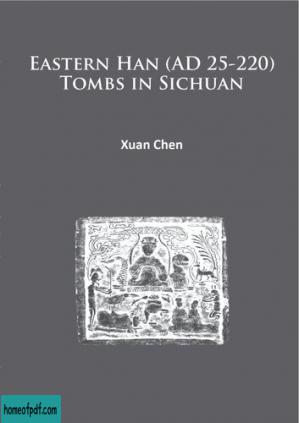 EASTERN HAN (AD 25-220)
TOMBS IN SICHUAN
Xuan Chen
homeofpdf.com